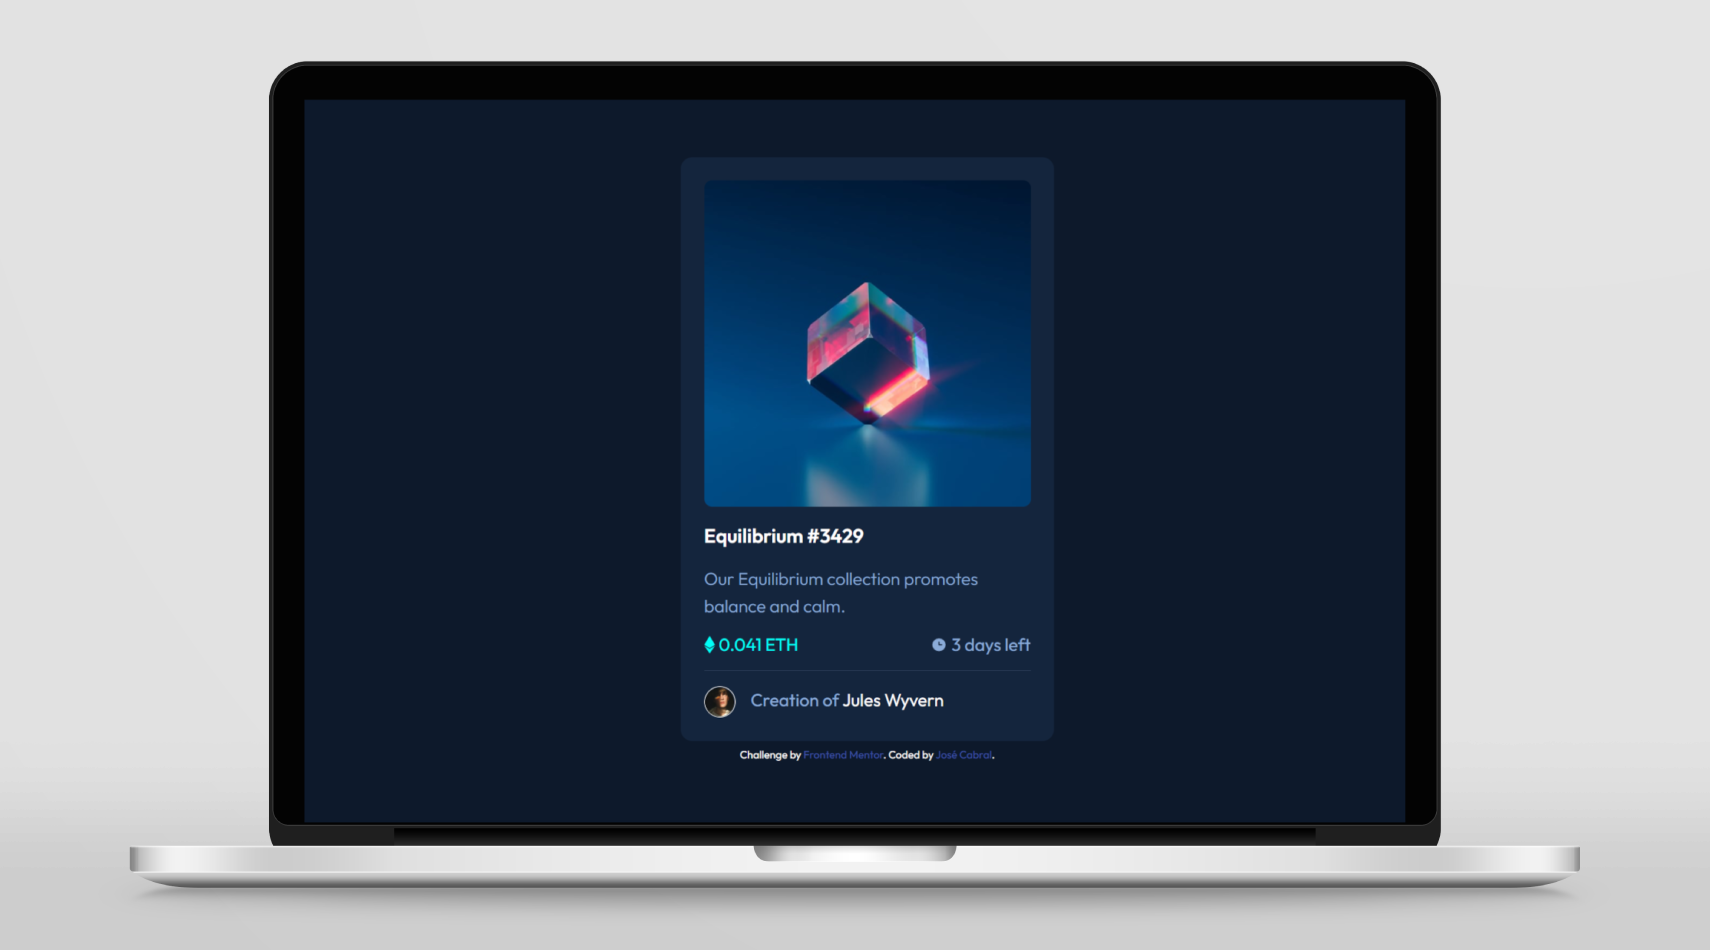 Equilibrium #3429
Our Equilibrium collection promotes
balance and calm.
0.041 ETH
3 days left
Creation of Jules Wyvern
Challenge by Frontend Mentor. Coded by José Cabral.